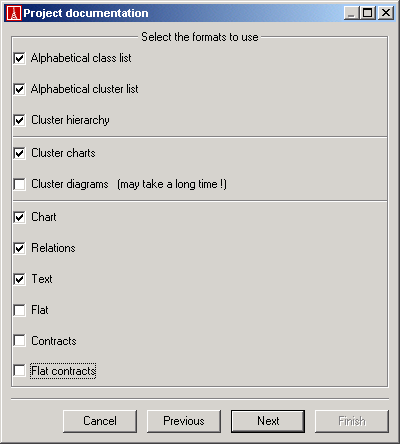 Project documentation
Select the formats to use
Alphabetical class list
Alphabetical cluster list
Cluster hierarchy
Cluster charts
Cluster diagrams (may take a long time !)
Chart
Relations
Text
Flat
Contracts
Flat contracts
Cancel Previous Next Finish